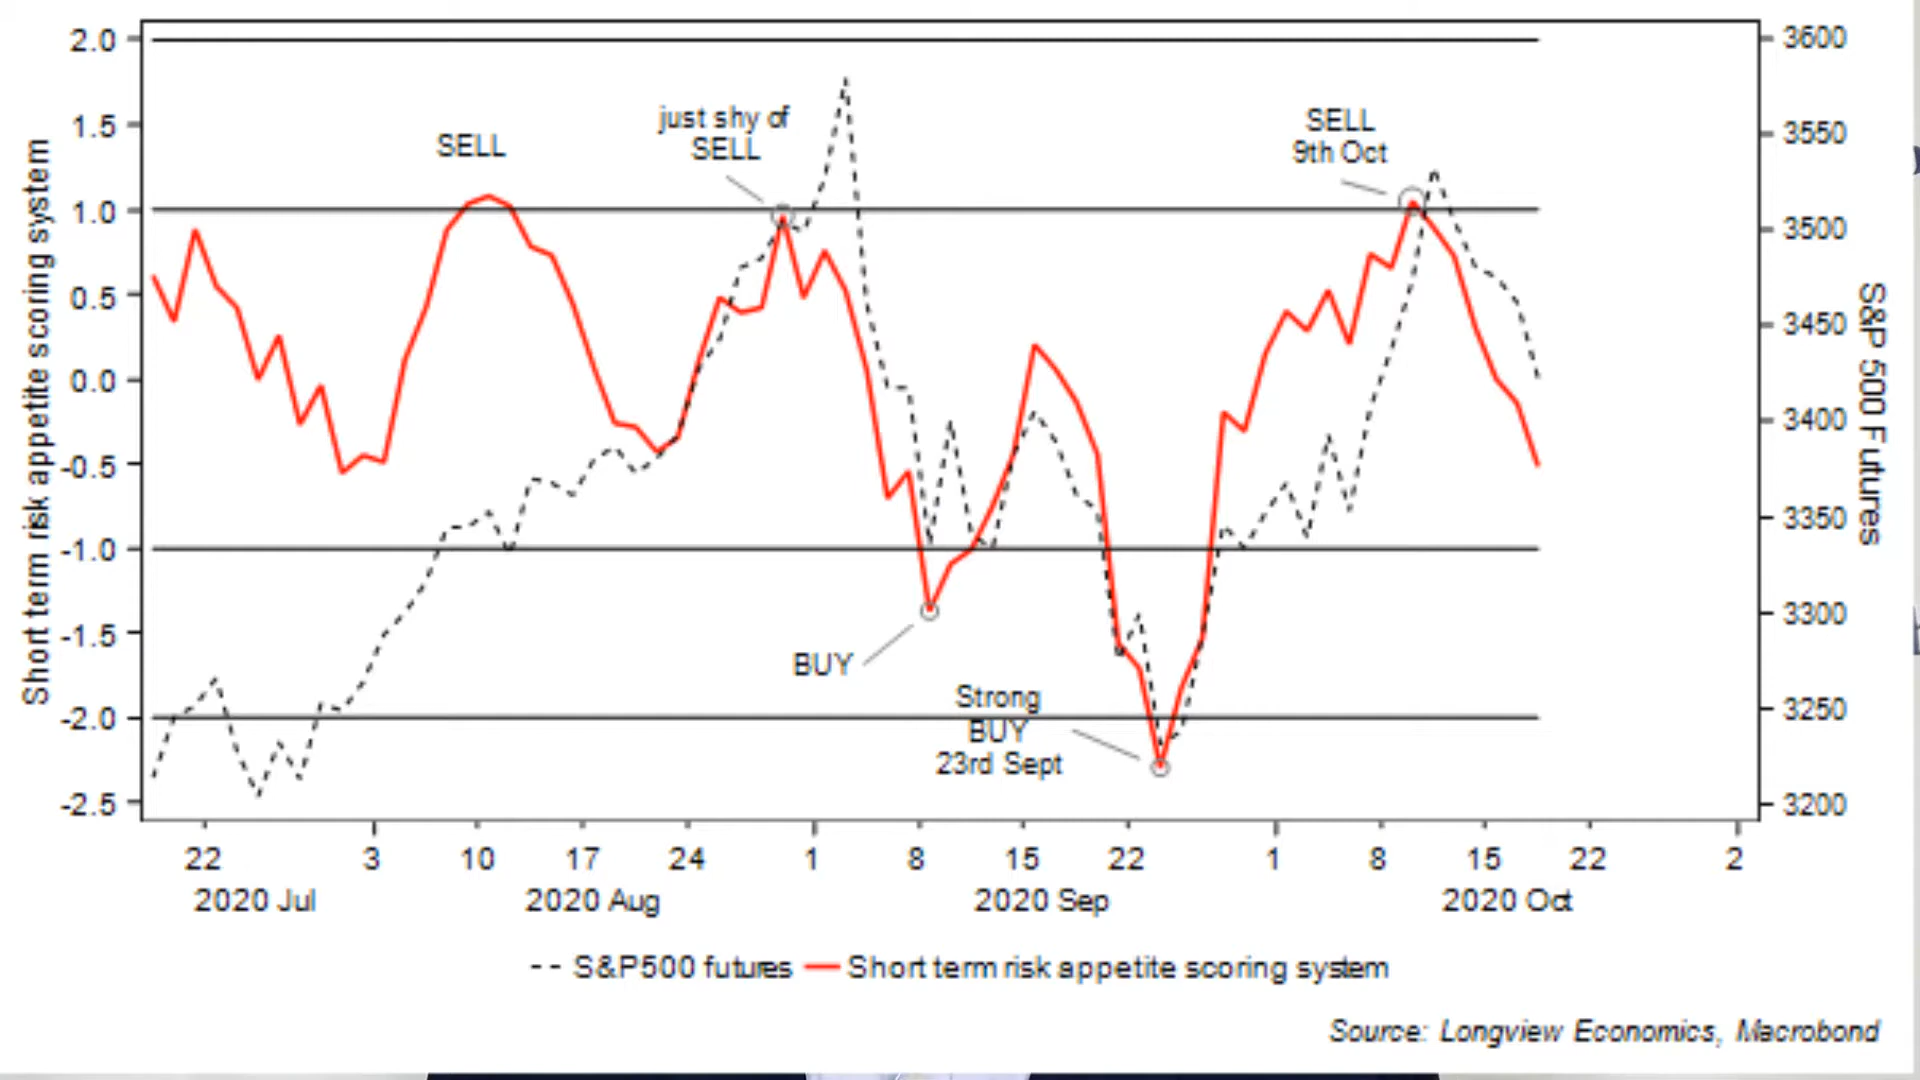 2.0
1.5
1.0
0.5
0.0
-0.5
-1.0
-1.5
-2.0
-2.5
Short term risk appetite scoring system
SELL
just shy of
SELL
SELL
9th Oct
BUY
Strong
BUY
23rd Sept
3600
3550
3500
3450
3400
3350
3300
3250
3200
S&P 500 Futures
22 3 10 17 24 1 8 15 22 1 8 15 22 2
2020 Jul 2020 Aug 2020 Sep 2020 Oct
S&P500 futures Short term risk appetite scoring system
Source: Longview Economics, Macrobond